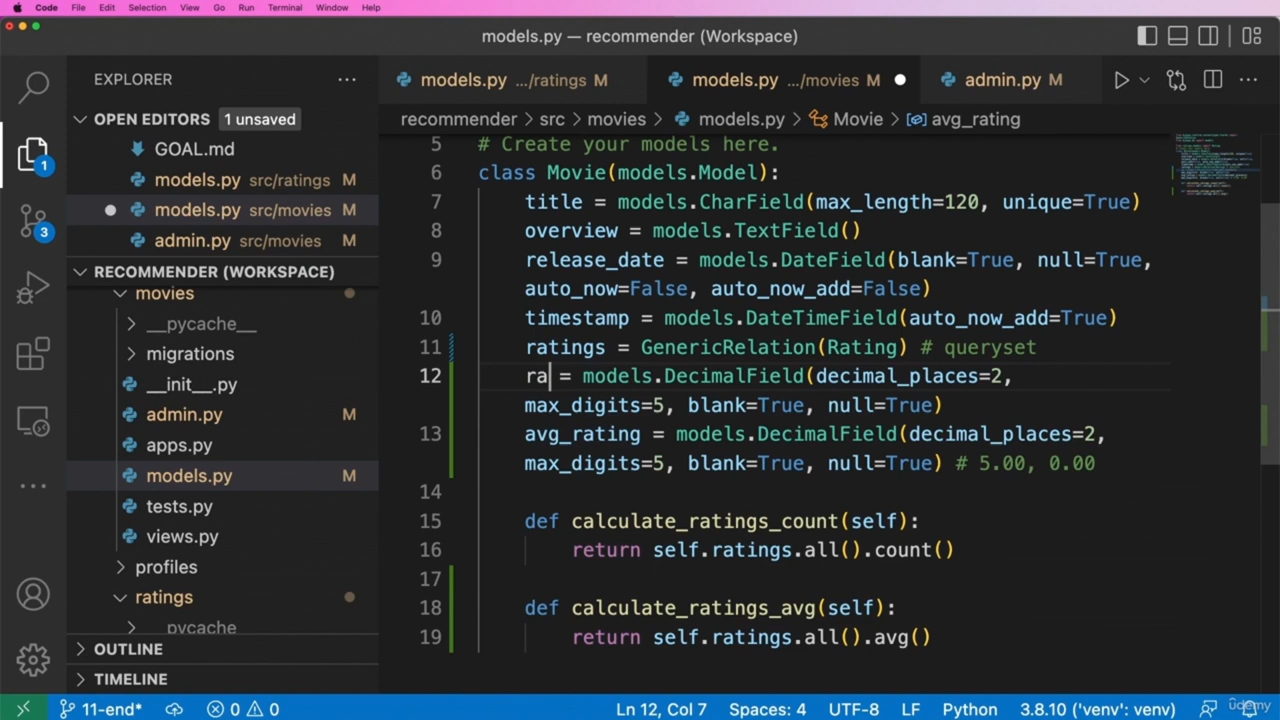 Code File Edit Selection View Go Run Terminal Window Help
models.py — recommender (Workspace)
EXPLORER
models.py .../ratings M
models.py .../movies M
admin.py M
OPEN EDITORS 1 unsaved
recommender > src > movies > models.py > Movie > avg_rating
GOAL.md
models.py src/ratings M
models.py src/movies M
admin.py src/movies M
RECOMMENDER (WORKSPACE)
movies
__pycache__
migrations
__init__.py
admin.py M
apps.py
models.py M
tests.py
views.py
profiles
ratings
__pycache__
OUTLINE
TIMELINE
1
3
5 # Create your models here.
6 class Movie(models.Model):
7 title = models.CharField(max_length=120, unique=True)
8 overview = models.TextField()
9 release_date = models.DateField(blank=True, null=True,
auto_now=False, auto_now_add=False)
10 timestamp = models.DateTimeField(auto_now_add=True)
11 ratings = GenericRelation(Rating) # queryset
12 ra = models.DecimalField(decimal_places=2,
max_digits=5, blank=True, null=True)
13 avg_rating = models.DecimalField(decimal_places=2,
max_digits=5, blank=True, null=True) # 5.00, 0.00
14
15 def calculate_ratings_count(self):
16 return self.ratings.all().count()
17
18 def calculate_ratings_avg(self):
19 return self.ratings.all().avg()
11-end* 0 0 Ln 12, Col 7 Spaces: 4 UTF-8 LF Python 3.8.10 ('venv': venv)
udemy